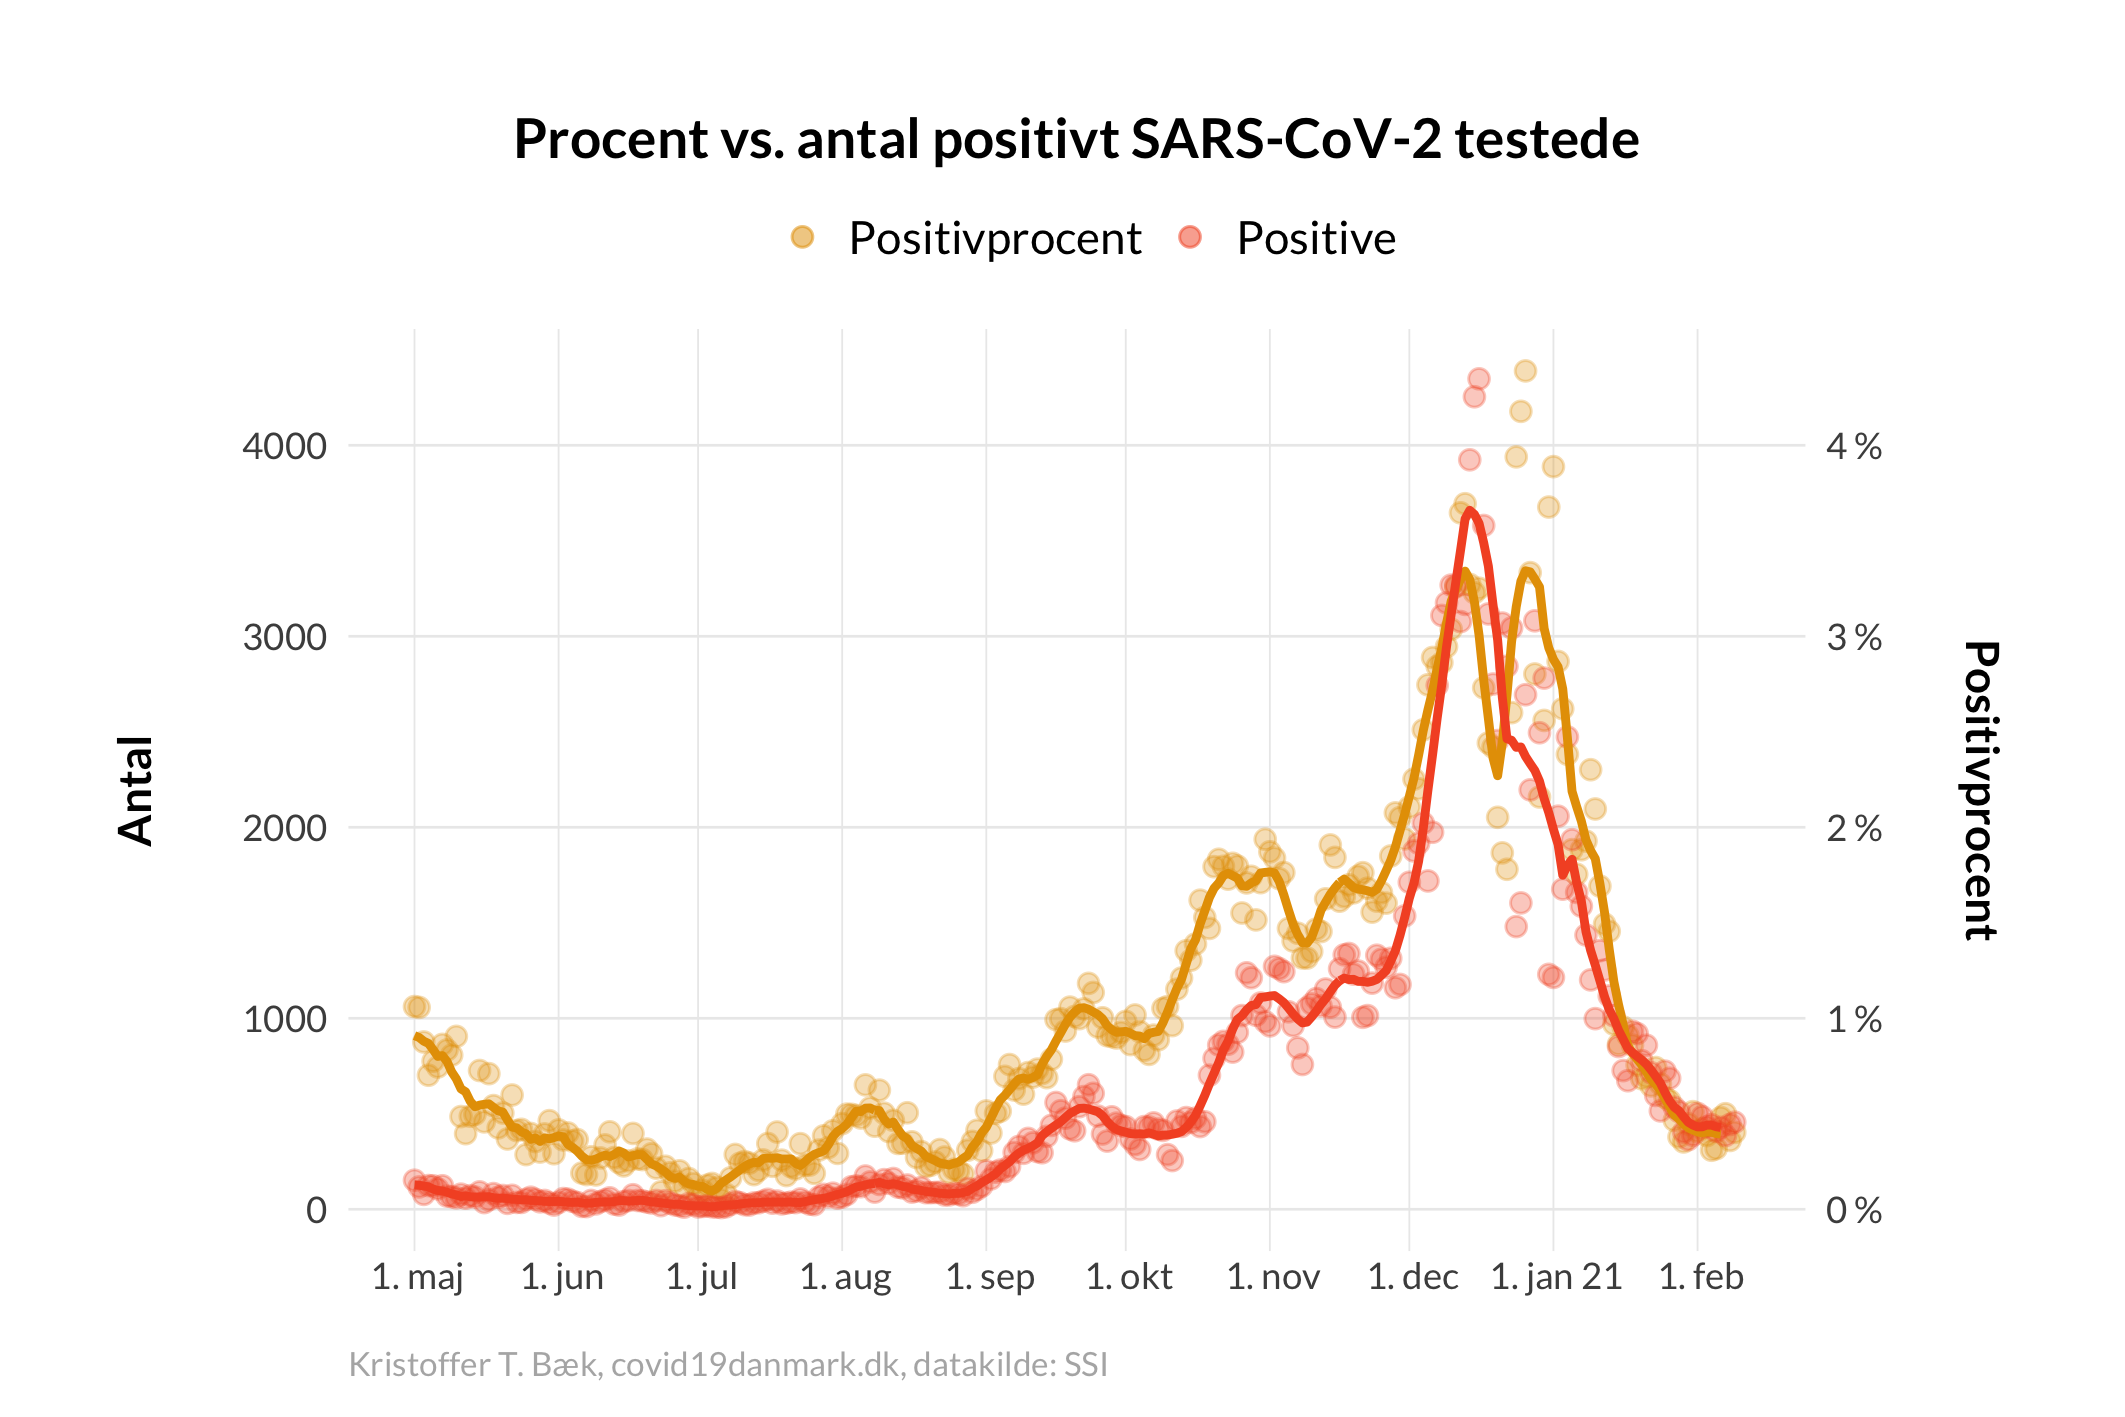 Procent vs. antal positivt SARS-CoV-2 testede
Positivprocent Positive
4000 4 %
3000 3 %
2000 2 %
1000 1 %
0 0 %
Antal
Positivprocent
1. maj 1. jun 1. jul 1. aug 1. sep 1. okt 1. nov 1. dec 1. jan 21 1. feb
Kristoffer T. Bæk, covid19danmark.dk, datakilde: SSI